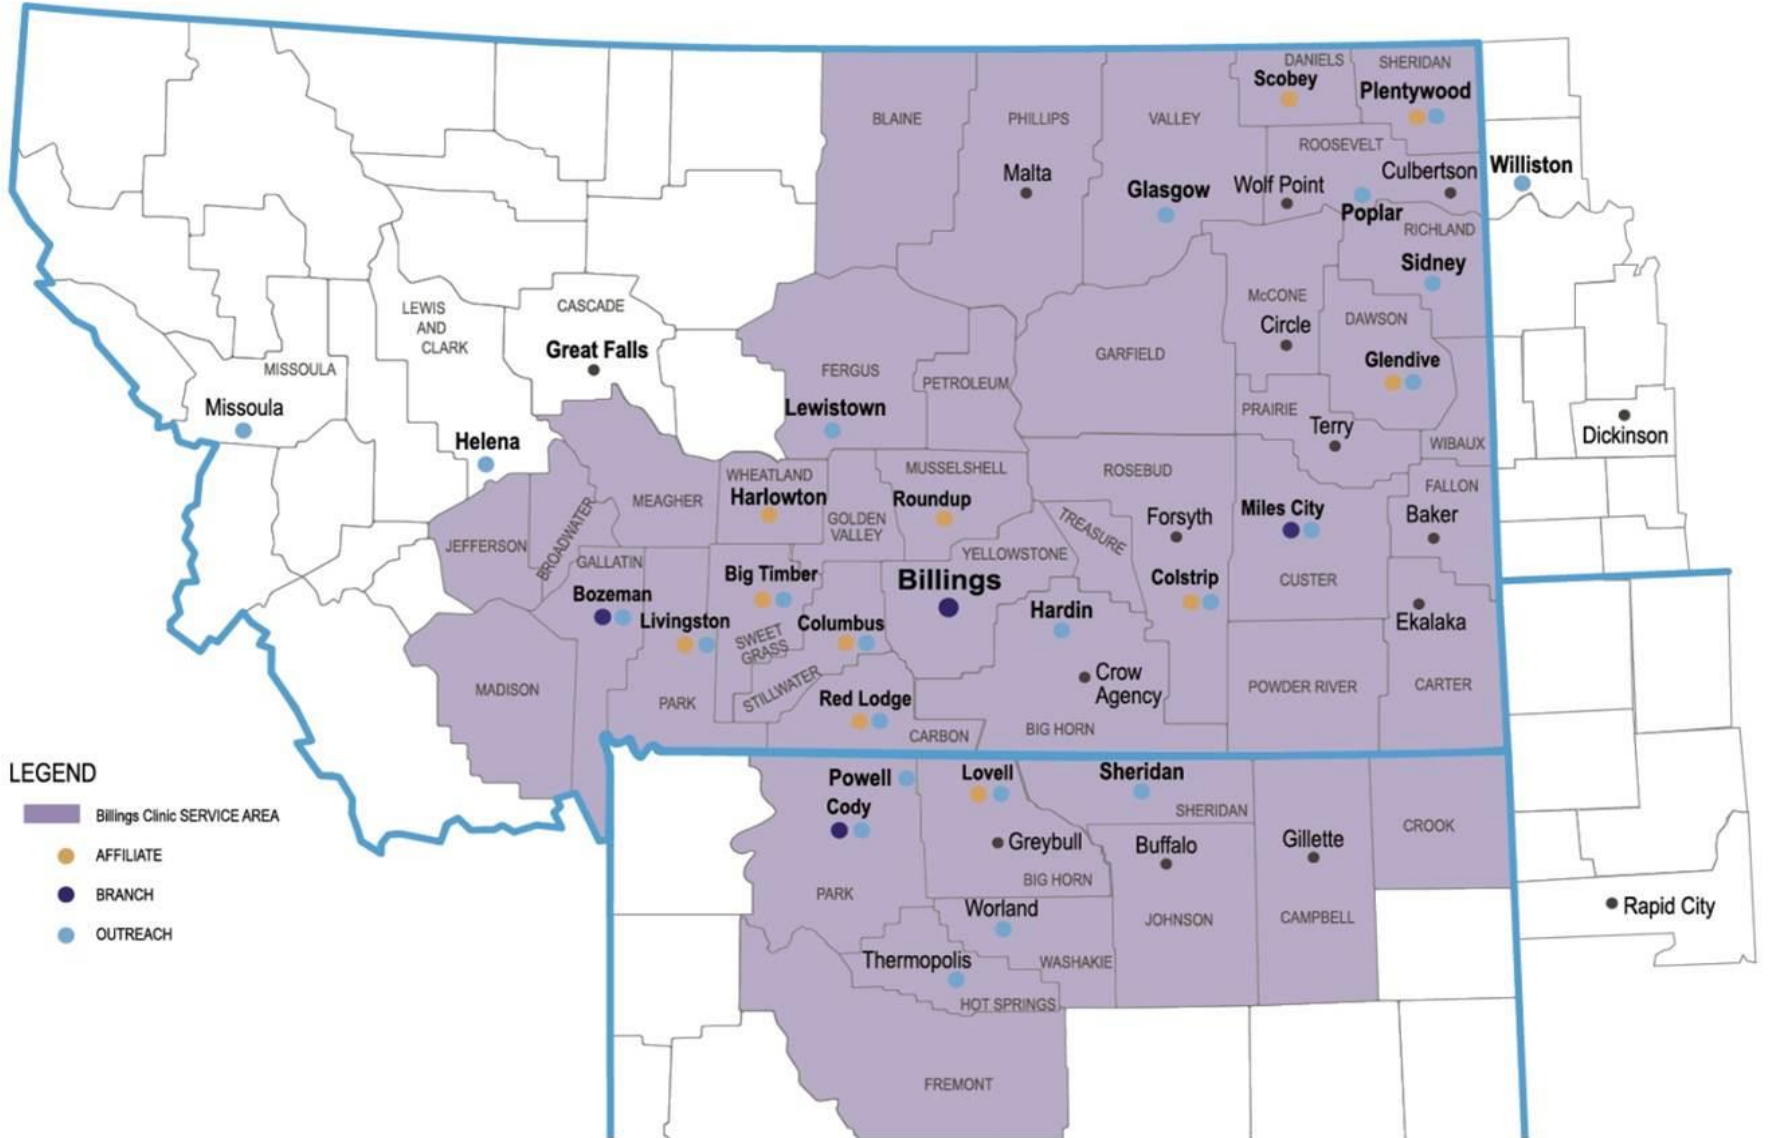 DANIELS
SHERIDAN
Scobey
Plentywood
BLAINE
PHILLIPS
VALLEY
ROOSEVELT
Malta
Glasgow
Wolf Point
Culbertson
Williston
Poplar
RICHLAND
Sidney
LEWIS
AND
CLARK
CASCADE
McCONE
Circle
DAWSON
Great Falls
MISSOULA
FERGUS
PETROLEUM
GARFIELD
Glendive
Missoula
Lewistown
PRAIRIE
Terry
Dickinson
Helena
WIBAUX
WHEATLAND
MUSSELSHELL
ROSEBUD
MEAGHER
Harlowton
Roundup
FALLON
JEFFERSON
BROADWATER
GOLDEN
VALLEY
TREASURE
Forsyth
Miles City
Baker
GALLATIN
YELLOWSTONE
Big Timber
Billings
Colstrip
CUSTER
Bozeman
Livingston
Columbus
Hardin
Ekalaka
SWEET
GRASS
MADISON
PARK
STILLWATER
Crow
Agency
POWDER RIVER
CARTER
Red Lodge
CARBON
BIG HORN
LEGEND
Billings Clinic SERVICE AREA
AFFILIATE
BRANCH
OUTREACH
Powell
Lovell
Sheridan
Cody
SHERIDAN
Greybull
Buffalo
Gillette
CROOK
PARK
BIG HORN
Worland
JOHNSON
CAMPBELL
Rapid City
Thermopolis
WASHAKIE
HOT SPRINGS
FREMONT